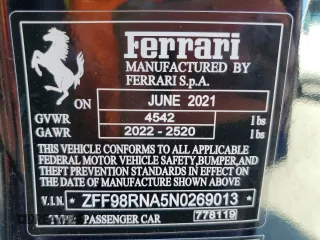 Ferrari
MANUFACTURED BY
FERRARI S.p.A.
ON JUNE 2021
GVWR 4542 lbs
GAWR 2022 - 2520 lbs
THIS VEHICLE CONFORMS TO ALL APPLICABLE
FEDERAL MOTOR VEHICLE SAFETY, BUMPER, AND
THEFT PREVENTION STANDARDS IN EFFECT ON
THE DATE OF MANUFACTURE SHOWN ABOVE
V.I.N. * ZFF98RNA5N0269013 *
PASSENGER CAR 778119